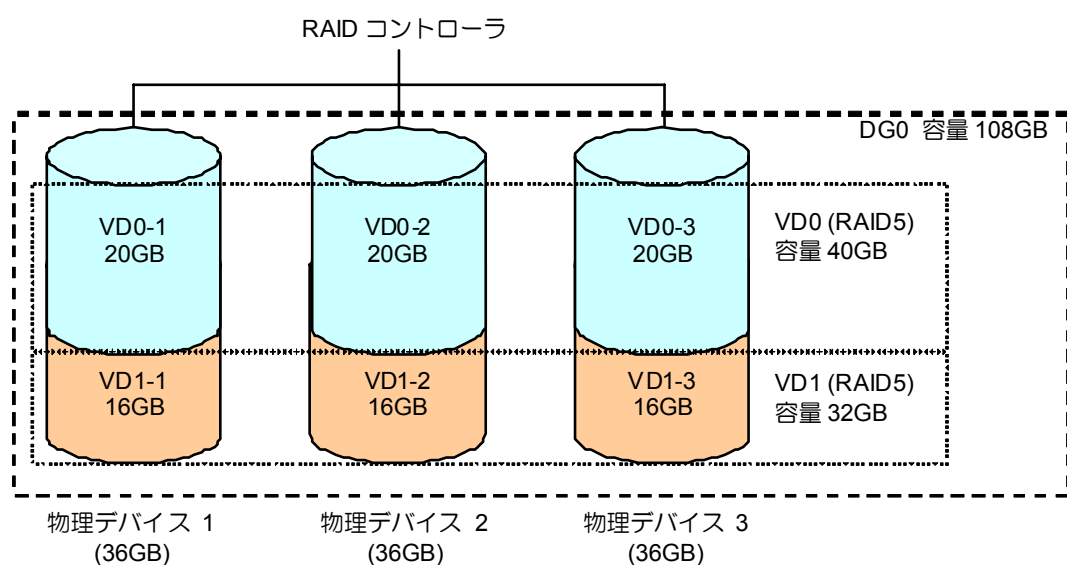 RAID コントローラ
DG0 容量 108GB
VD0-1
20GB
VD0-2
20GB
VD0-3
20GB
VD0 (RAID5)
容量 40GB
VD1-1
16GB
VD1-2
16GB
VD1-3
16GB
VD1 (RAID5)
容量 32GB
物理デバイス 1
(36GB)
物理デバイス 2
(36GB)
物理デバイス 3
(36GB)